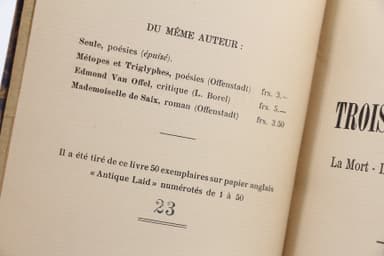 DU MÊME AUTEUR :
Seule, poésies (épuisé). frs. 3.—
Métopes et Triglyphes, poésies (Offenstadt) frs. 5.—
Edmond Van Offel, critique (L. Borel)
Mademoiselle de Saix, roman (Offenstadt) frs. 3.50
Il a été tiré de ce livre 50 exemplaires sur papier anglais
« Antique Laid » numérotés de 1 à 50
23
TROIS
La Mort - L